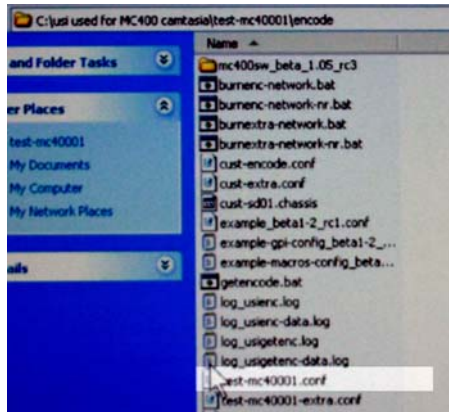 C:\usi used for MC400 camtasia\test-mc40001\encode
Name
and Folder Tasks
mc400sw_beta_1.05_rc3
burnenc-network.bat
burnenc-network-nr.bat
er Places
burnextra-network.bat
burnextra-network-nr.bat
test-mc40001
cust-encode.conf
My Documents
cust-extra.conf
My Computer
cust-sd01.chassis
My Network Places
example_beta1-2_rc1.conf
example-gpi-config_beta1-2_...
ails
example-macros-config_beta...
getencode.bat
log_usienc.log
log_usienc-data.log
log_usigetenc.log
log_usigetenc-data.log
test-mc40001.conf
test-mc40001-extra.conf